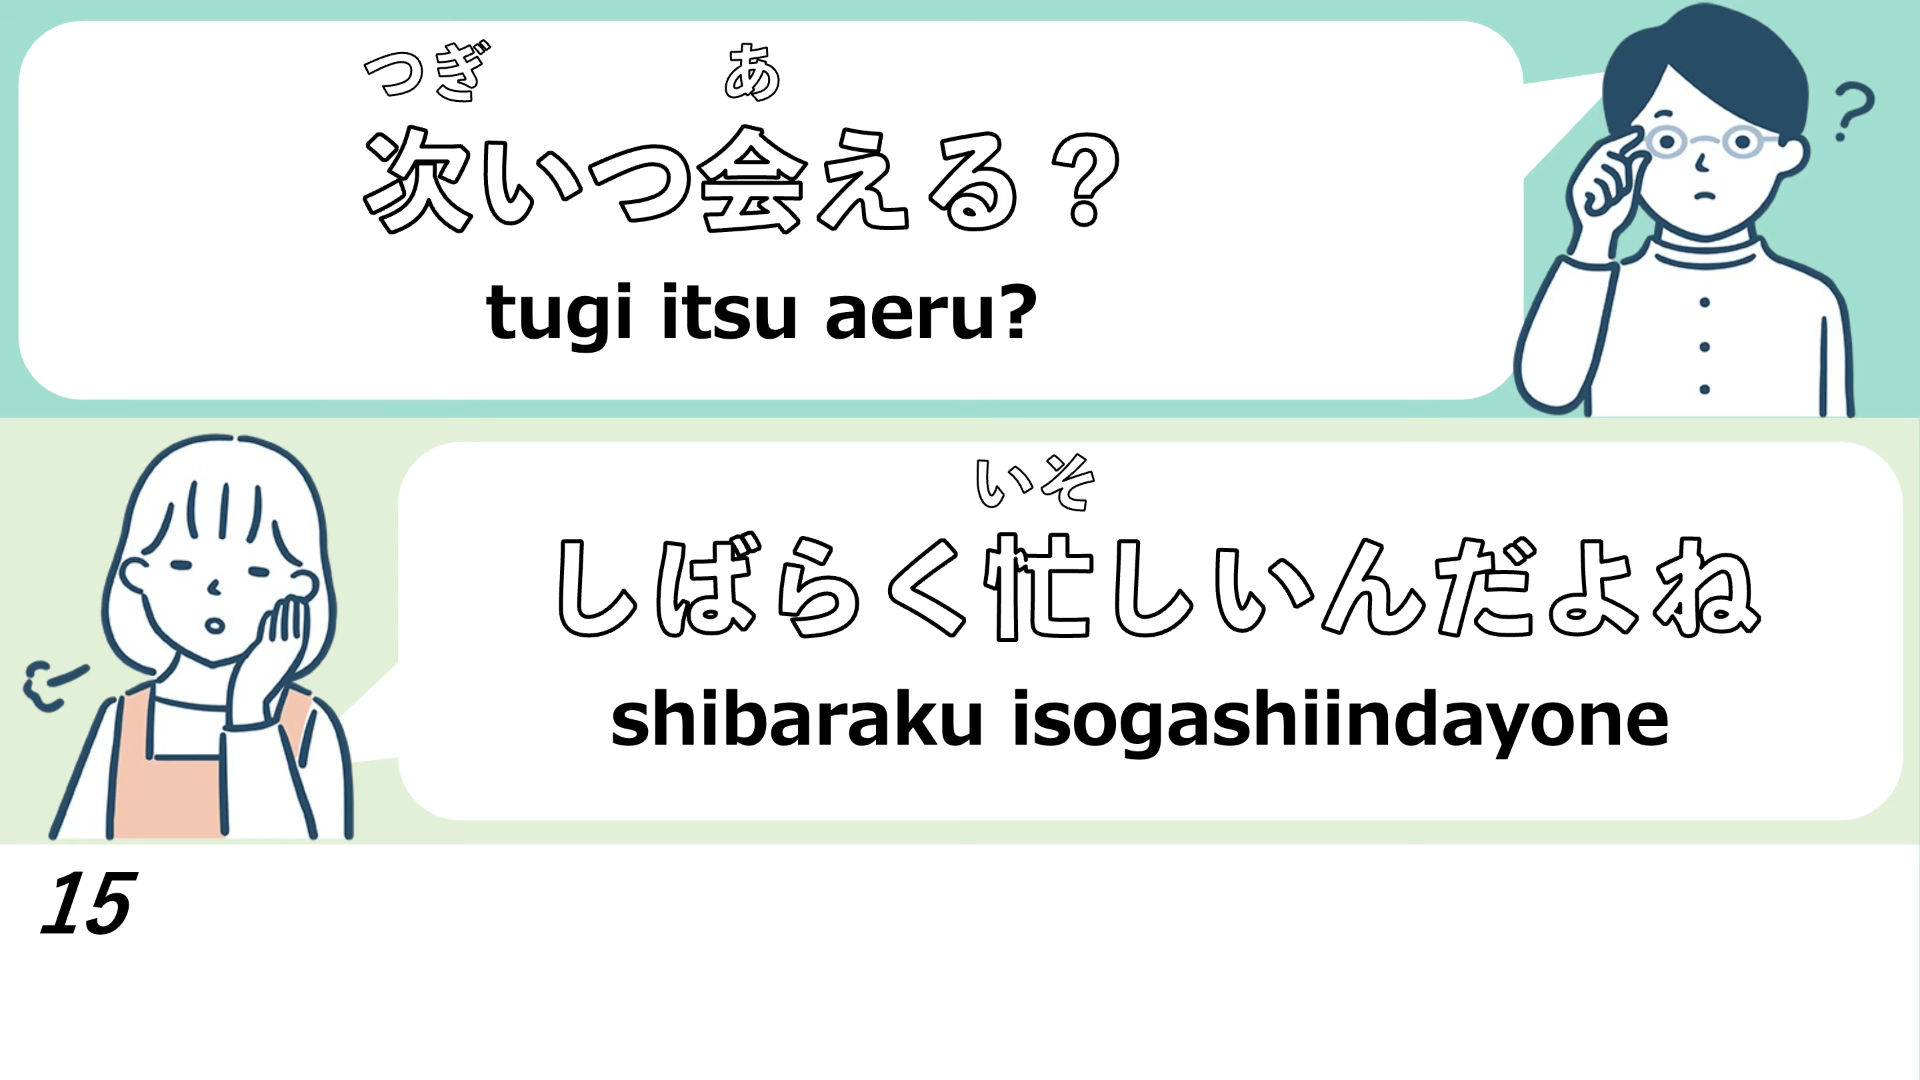 つぎ あ
次いつ会える？
tugi itsu aeru?
いそ
しばらく忙しいんだよね
shibaraku isogashiindayone
15